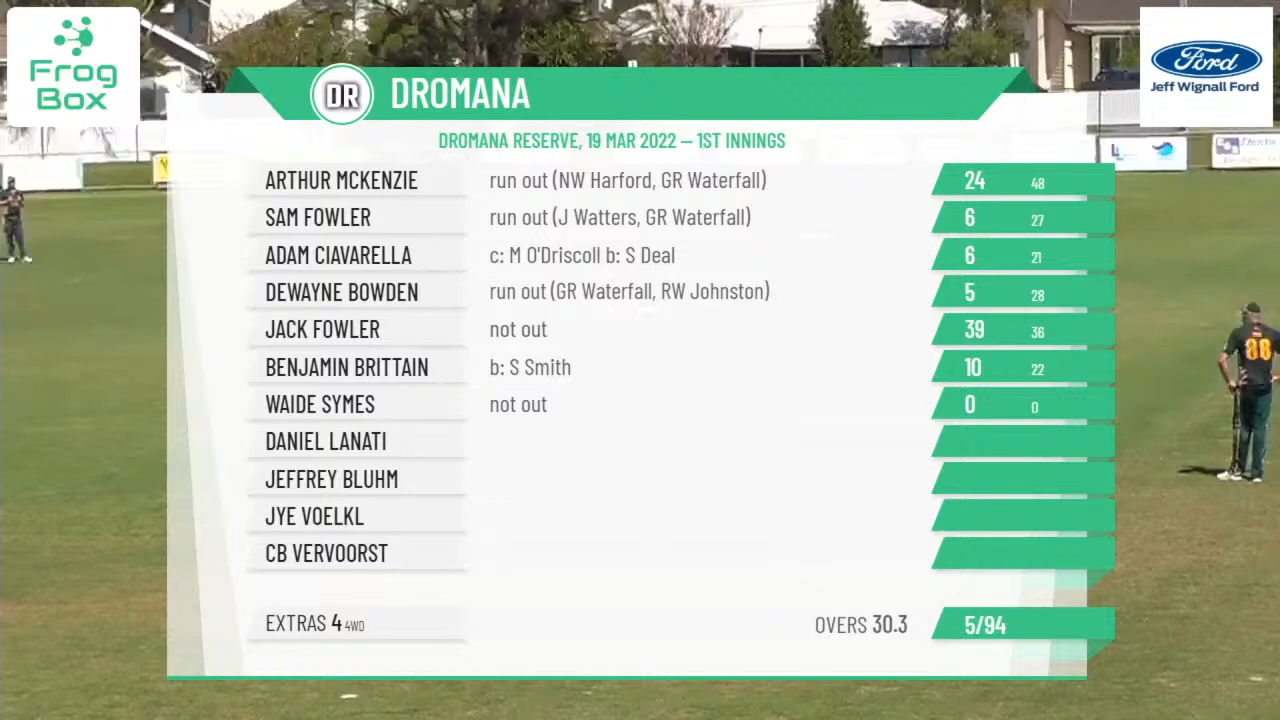 Frog
Box
Ford
Jeff Wignall Ford
DR DROMANA
DROMANA RESERVE, 19 MAR 2022 – 1ST INNINGS
ARTHUR MCKENZIE run out (NW Harford, GR Waterfall) 24 48
SAM FOWLER run out (J Watters, GR Waterfall) 6 27
ADAM CIAVARELLA c: M O'Driscoll b: S Deal 6 21
DEWAYNE BOWDEN run out (GR Waterfall, RW Johnston) 5 28
JACK FOWLER not out 39 36
BENJAMIN BRITTAIN b: S Smith 10 22
WAIDE SYMES not out 0 0
DANIEL LANATI
JEFFREY BLUHM
JYE VOELKL
CB VERVOORST
EXTRAS 4 4WD OVERS 30.3 5/94
88